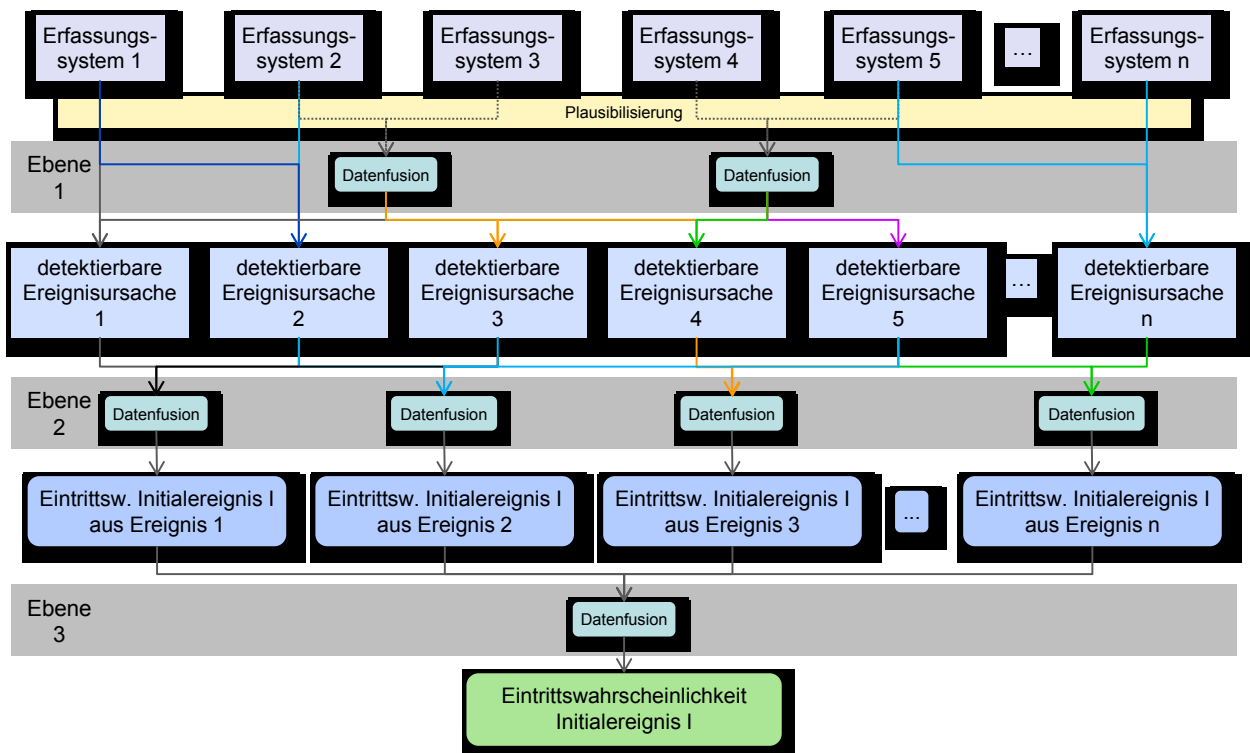 Erfassungs-
system 1
Erfassungs-
system 2
Erfassungs-
system 3
Erfassungs-
system 4
Erfassungs-
system 5
...
Erfassungs-
system n
Plausibilisierung
Ebene
1
Datenfusion
Datenfusion
detektierbare
Ereignisursache
1
detektierbare
Ereignisursache
2
detektierbare
Ereignisursache
3
detektierbare
Ereignisursache
4
detektierbare
Ereignisursache
5
...
detektierbare
Ereignisursache
n
Ebene
2
Datenfusion
Datenfusion
Datenfusion
Datenfusion
Eintrittsw. Initialereignis I
aus Ereignis 1
Eintrittsw. Initialereignis I
aus Ereignis 2
Eintrittsw. Initialereignis I
aus Ereignis 3
...
Eintrittsw. Initialereignis I
aus Ereignis n
Ebene
3
Datenfusion
Eintrittswahrscheinlichkeit
Initialereignis I